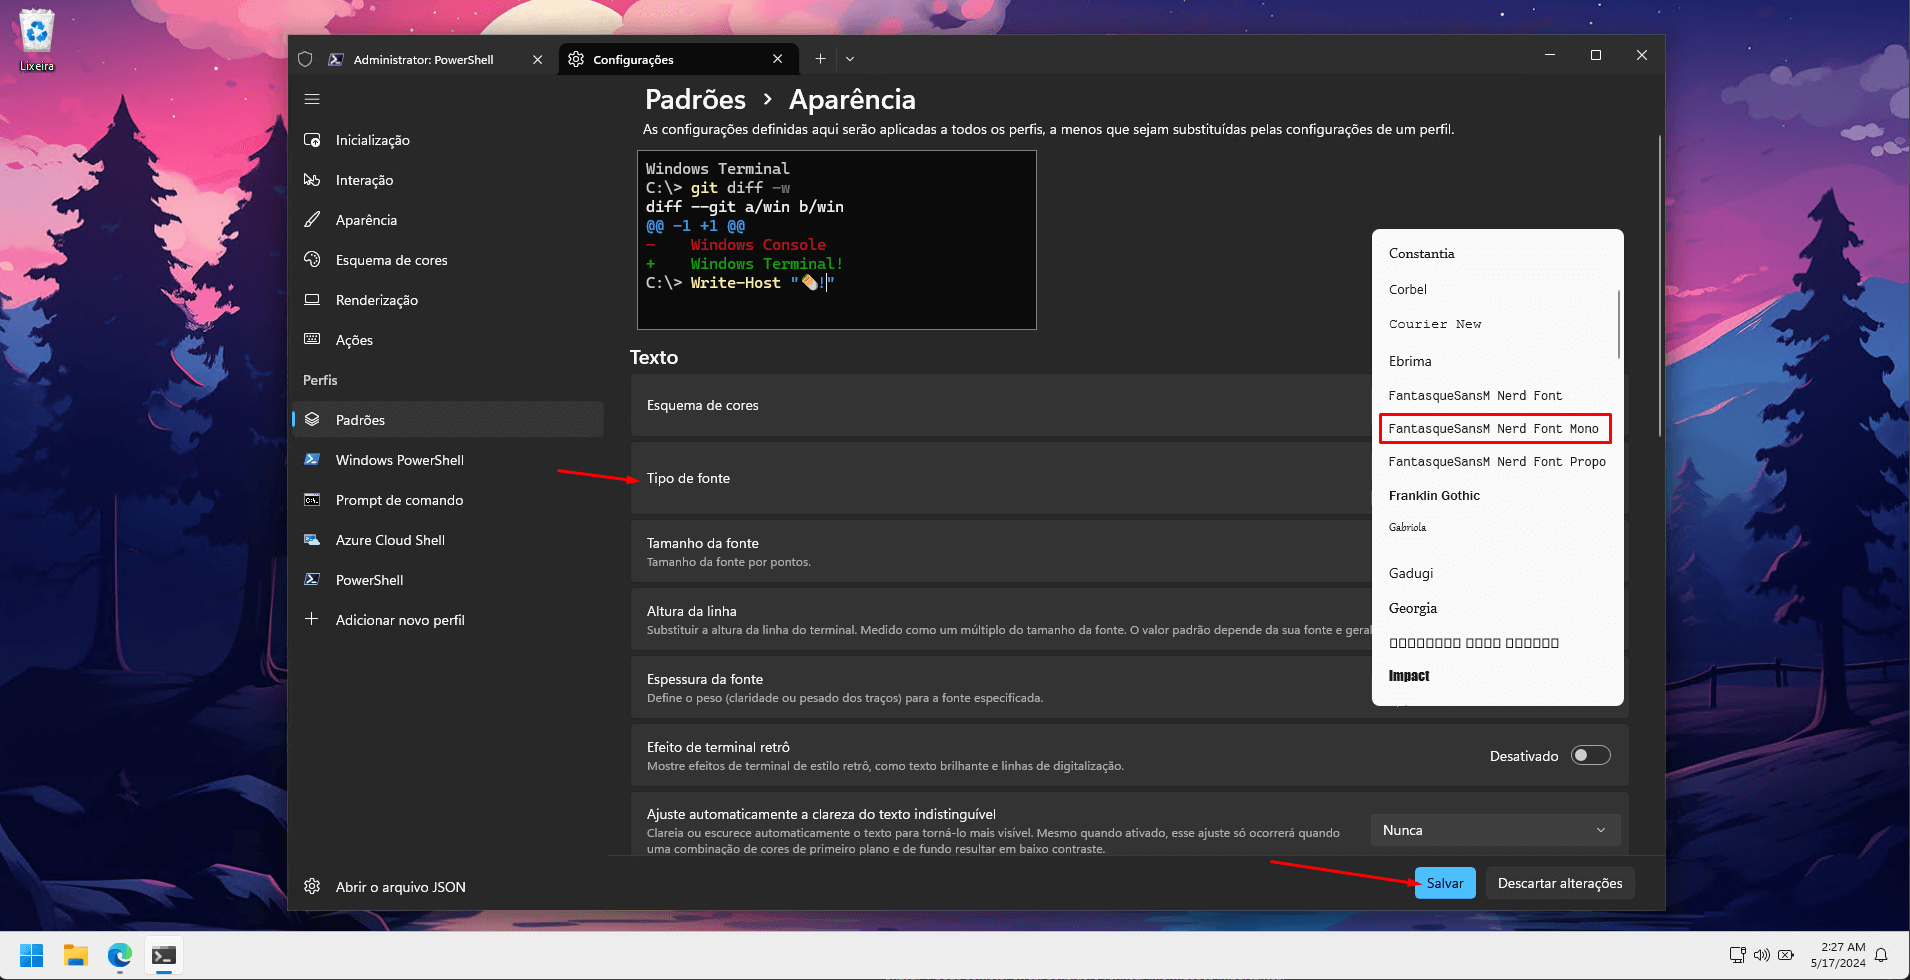 Lixeira
Administrator: PowerShell
Configurações
Padrões > Aparência
As configurações definidas aqui serão aplicadas a todos os perfis, a menos que sejam substituídas pelas configurações de um perfil.
Inicialização
Interação
Aparência
Esquema de cores
Renderização
Ações
Perfis
Padrões
Windows PowerShell
Prompt de comando
Azure Cloud Shell
PowerShell
Adicionar novo perfil
Abrir o arquivo JSON
Windows Terminal
C:\> git diff -w
diff --git a/win b/win
@@ -1 +1 @@
-    Windows Console
+    Windows Terminal!
C:\> Write-Host "!"
Texto
Esquema de cores
Tipo de fonte
Tamanho da fonte
Tamanho da fonte por pontos.
Altura da linha
Substituir a altura da linha do terminal. Medido como um múltiplo do tamanho da fonte. O valor padrão depende da sua fonte e geral
Espessura da fonte
Define o peso (claridade ou pesado dos traços) para a fonte especificada.
Efeito de terminal retrô
Mostre efeitos de terminal de estilo retrô, como texto brilhante e linhas de digitalização.
Desativado
Ajuste automaticamente a clareza do texto indistinguível
Clareia ou escurece automaticamente o texto para torná-lo mais visível. Mesmo quando ativado, esse ajuste só ocorrerá quando
uma combinação de cores de primeiro plano e de fundo resultar em baixo contraste.
Nunca
Constantia
Corbel
Courier New
Ebrima
FantasqueSansM Nerd Font
FantasqueSansM Nerd Font Mono
FantasqueSansM Nerd Font Propo
Franklin Gothic
Gabriola
Gadugi
Georgia
Impact
Salvar
Descartar alterações
2:27 AM
5/17/2024